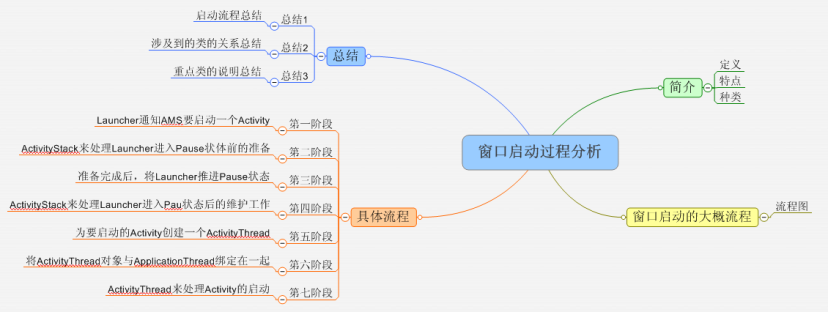 窗口启动过程分析
简介
定义
特点
种类
窗口启动的大概流程
流程图
具体流程
第一阶段
Launcher通知AMS要启动一个Activity
第二阶段
ActivityStack来处理Launcher进入Pause状体前的准备
第三阶段
准备完成后，将Launcher推进Pause状态
第四阶段
ActivityStack来处理Launcher进入Pau状态后的维护工作
第五阶段
为要启动的Activity创建一个ActivityThread
第六阶段
将ActivityThread对象与ApplicationThread绑定在一起
第七阶段
ActivityThread来处理Activity的启动
总结
总结1
启动流程总结
总结2
涉及到的类的关系总结
总结3
重点类的说明总结